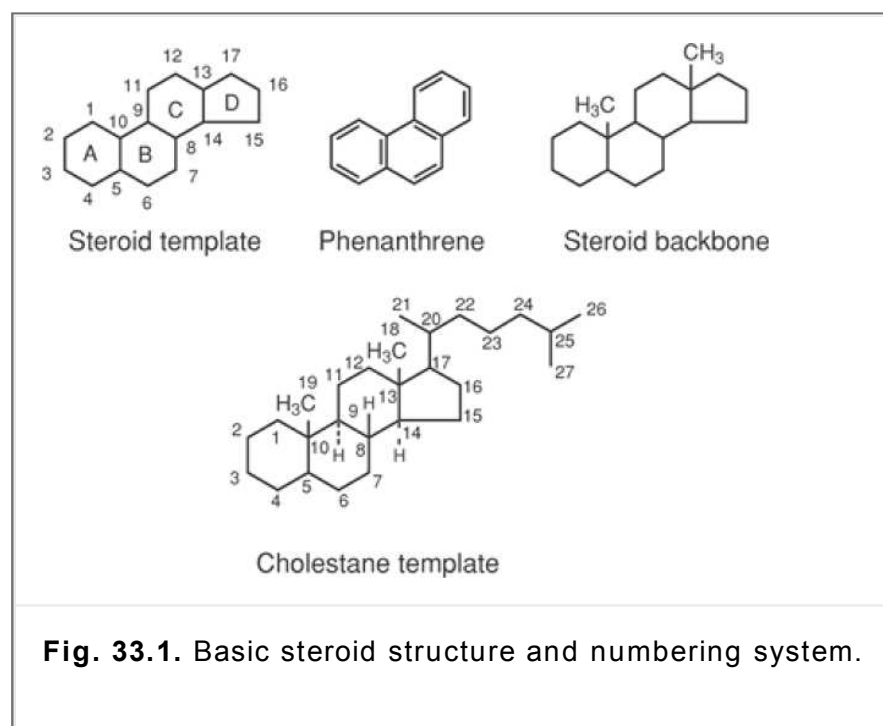 12 17
11 13 16
C D
1 9
2 10 14 15
A B 8
3 7
4 5 6
Steroid template
Phenanthrene
CH3
H3C
Steroid backbone
21 22 24 26
18 20
H3C 23 25
12 17 27
19 11 16
H3C 13
9 H 15
2 1 14
10 H 8 H
3 7
4 5 6
Cholestane template
Fig. 33.1. Basic steroid structure and numbering system.